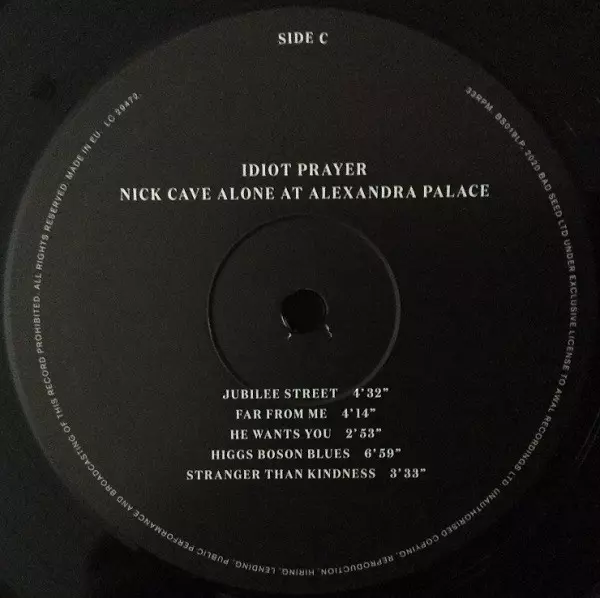 SIDE C
IDIOT PRAYER
NICK CAVE ALONE AT ALEXANDRA PALACE
JUBILEE STREET 4'32"
FAR FROM ME 4'14"
HE WANTS YOU 2'53"
HIGGS BOSON BLUES 6'59"
STRANGER THAN KINDNESS 3'33"
33RPM. BS019LP. 2020 BAD SEED LTD UNDER EXCLUSIVE LICENSE TO AWAL RECORDINGS LTD UNAUTHORISED COPYING, REPRODUCTION, HIRING, LENDING, PUBLIC PERFORMANCE AND BROADCASTING OF THIS RECORD PROHIBITED. ALL RIGHTS RESERVED. MADE IN EU. LC 29472.